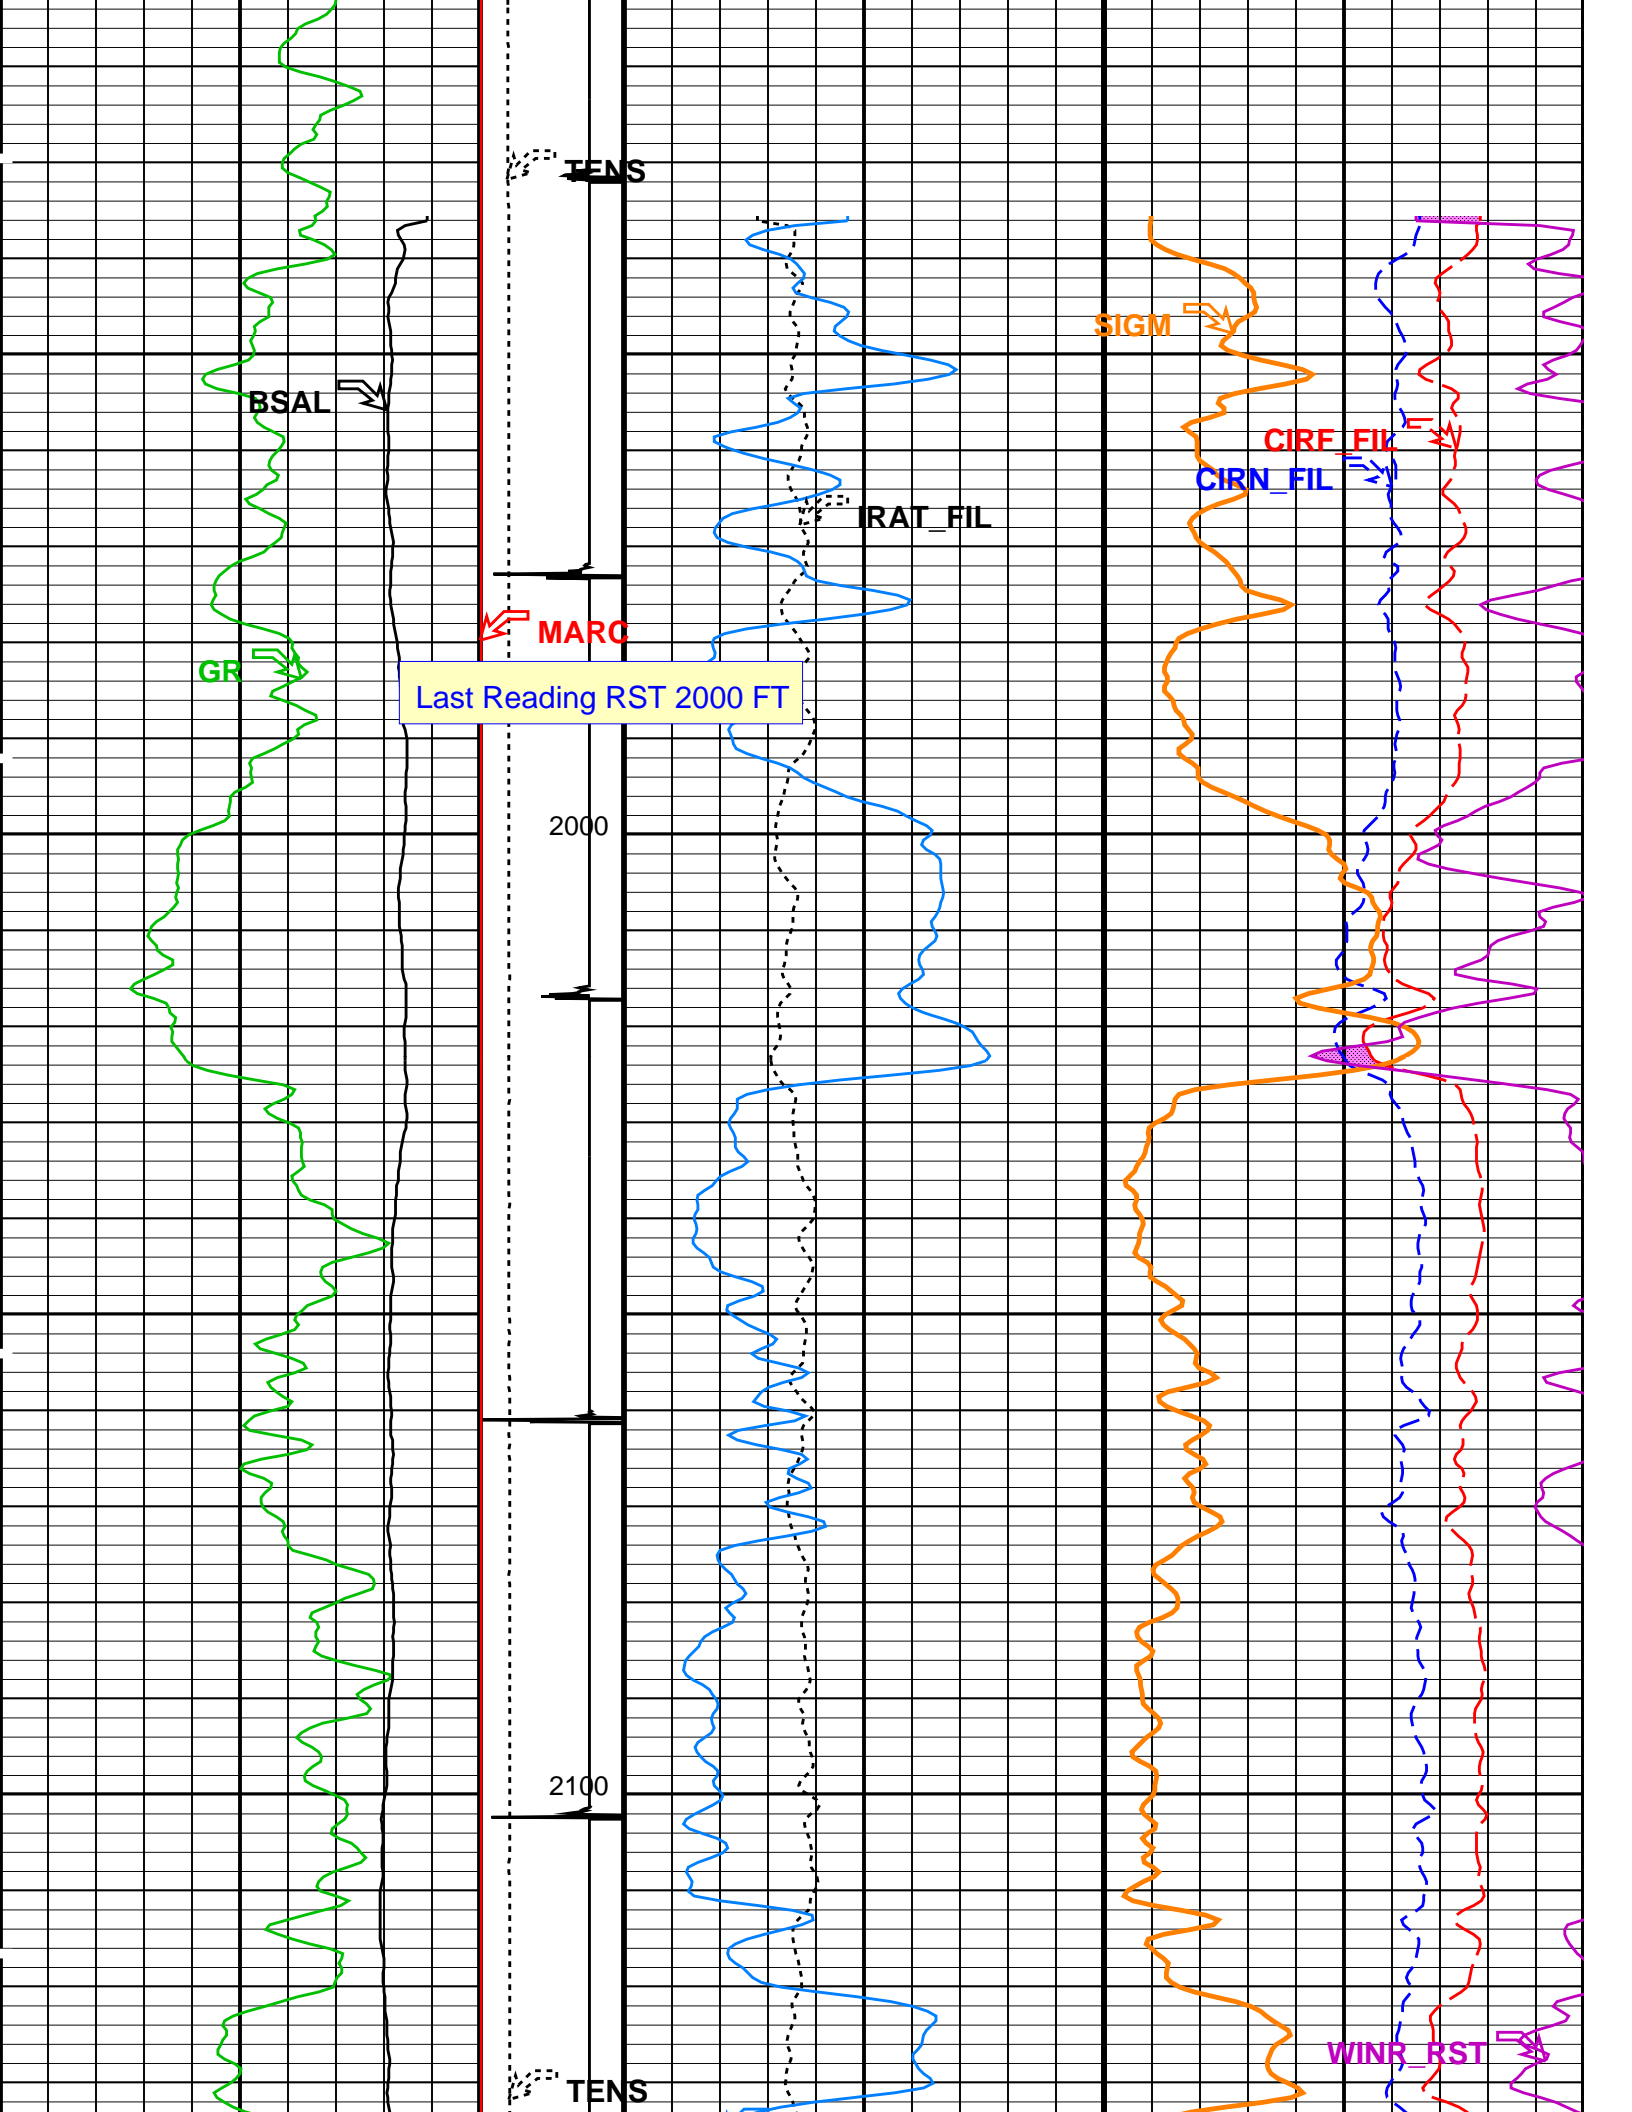 TENS
SIGM
BSAL
CIRF_FIL
CIRN_FIL
IRAT_FIL
MARC
GR
Last Reading RST 2000 FT
2000
2100
WINR_RST
TENS